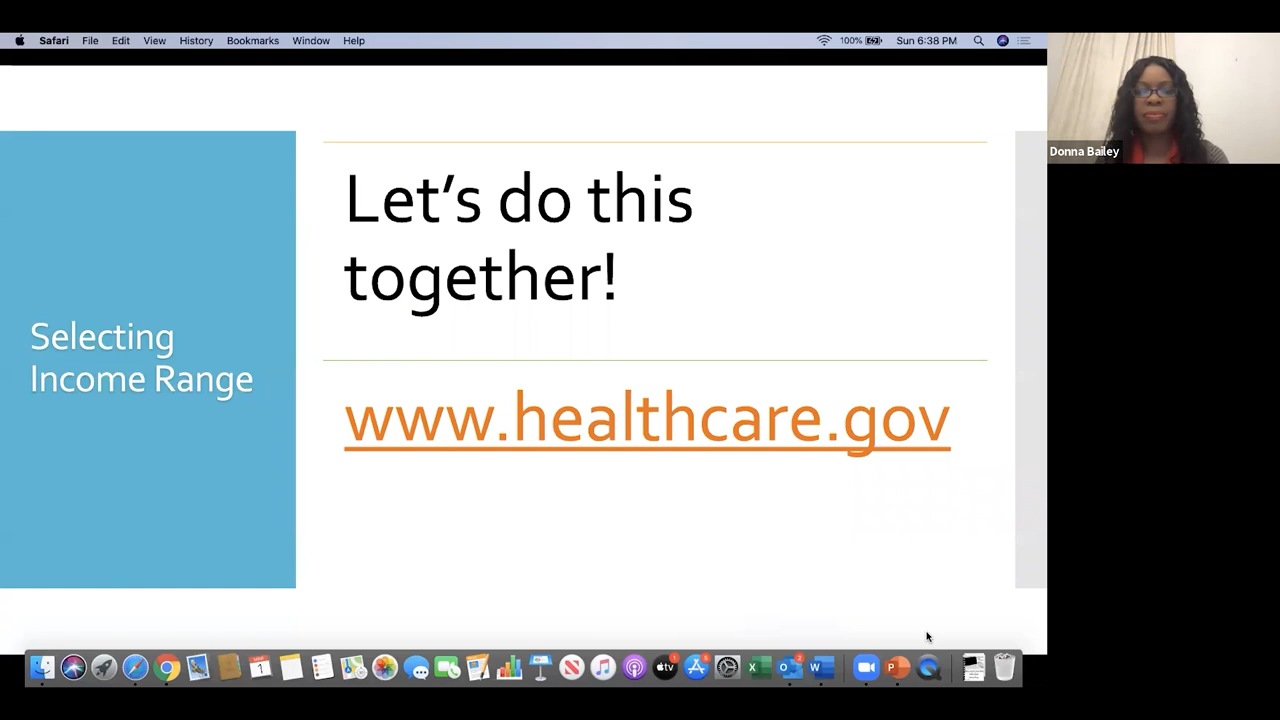 Safari File Edit View History Bookmarks Window Help 100% Sun 6:38 PM
Donna Bailey
Let's do this
together!
Selecting
Income Range
www.healthcare.gov